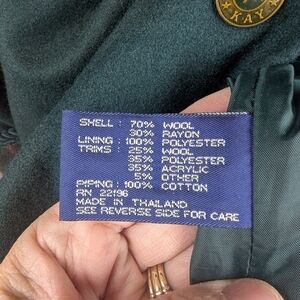 KAY
SHELL : 70% WOOL
30% RAYON
LINING : 100% POLYESTER
TRIMS : 25% WOOL
35% POLYESTER
35% ACRYLIC
5% OTHER
PIPING : 100% COTTON
RN 22196
MADE IN THAILAND
SEE REVERSE SIDE FOR CARE